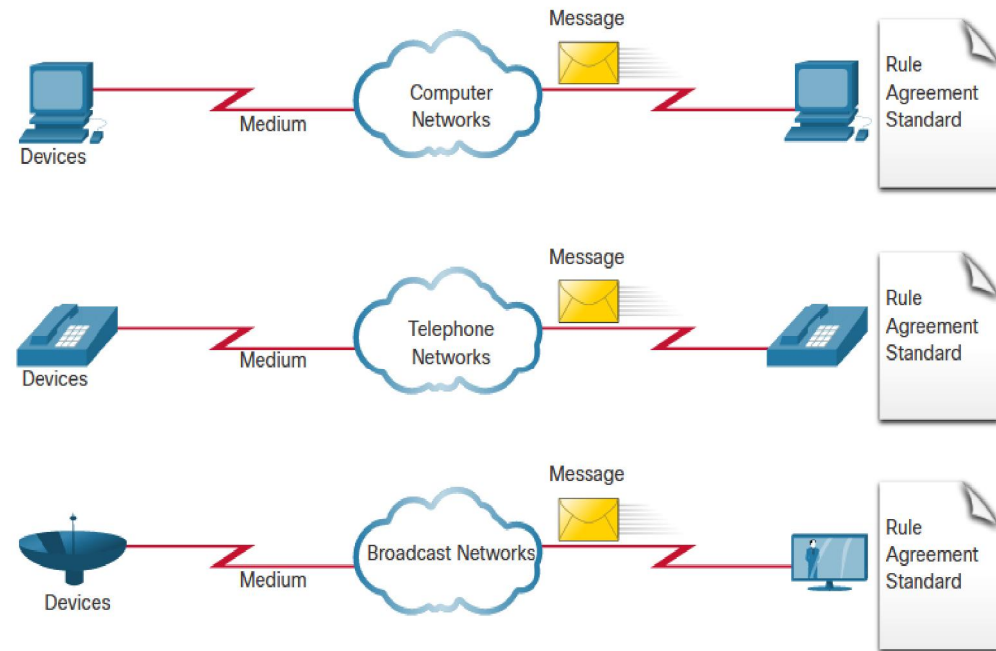 Message
Computer
Networks
Medium
Devices
Rule
Agreement
Standard
Message
Telephone
Networks
Medium
Devices
Rule
Agreement
Standard
Message
Broadcast Networks
Medium
Devices
Rule
Agreement
Standard